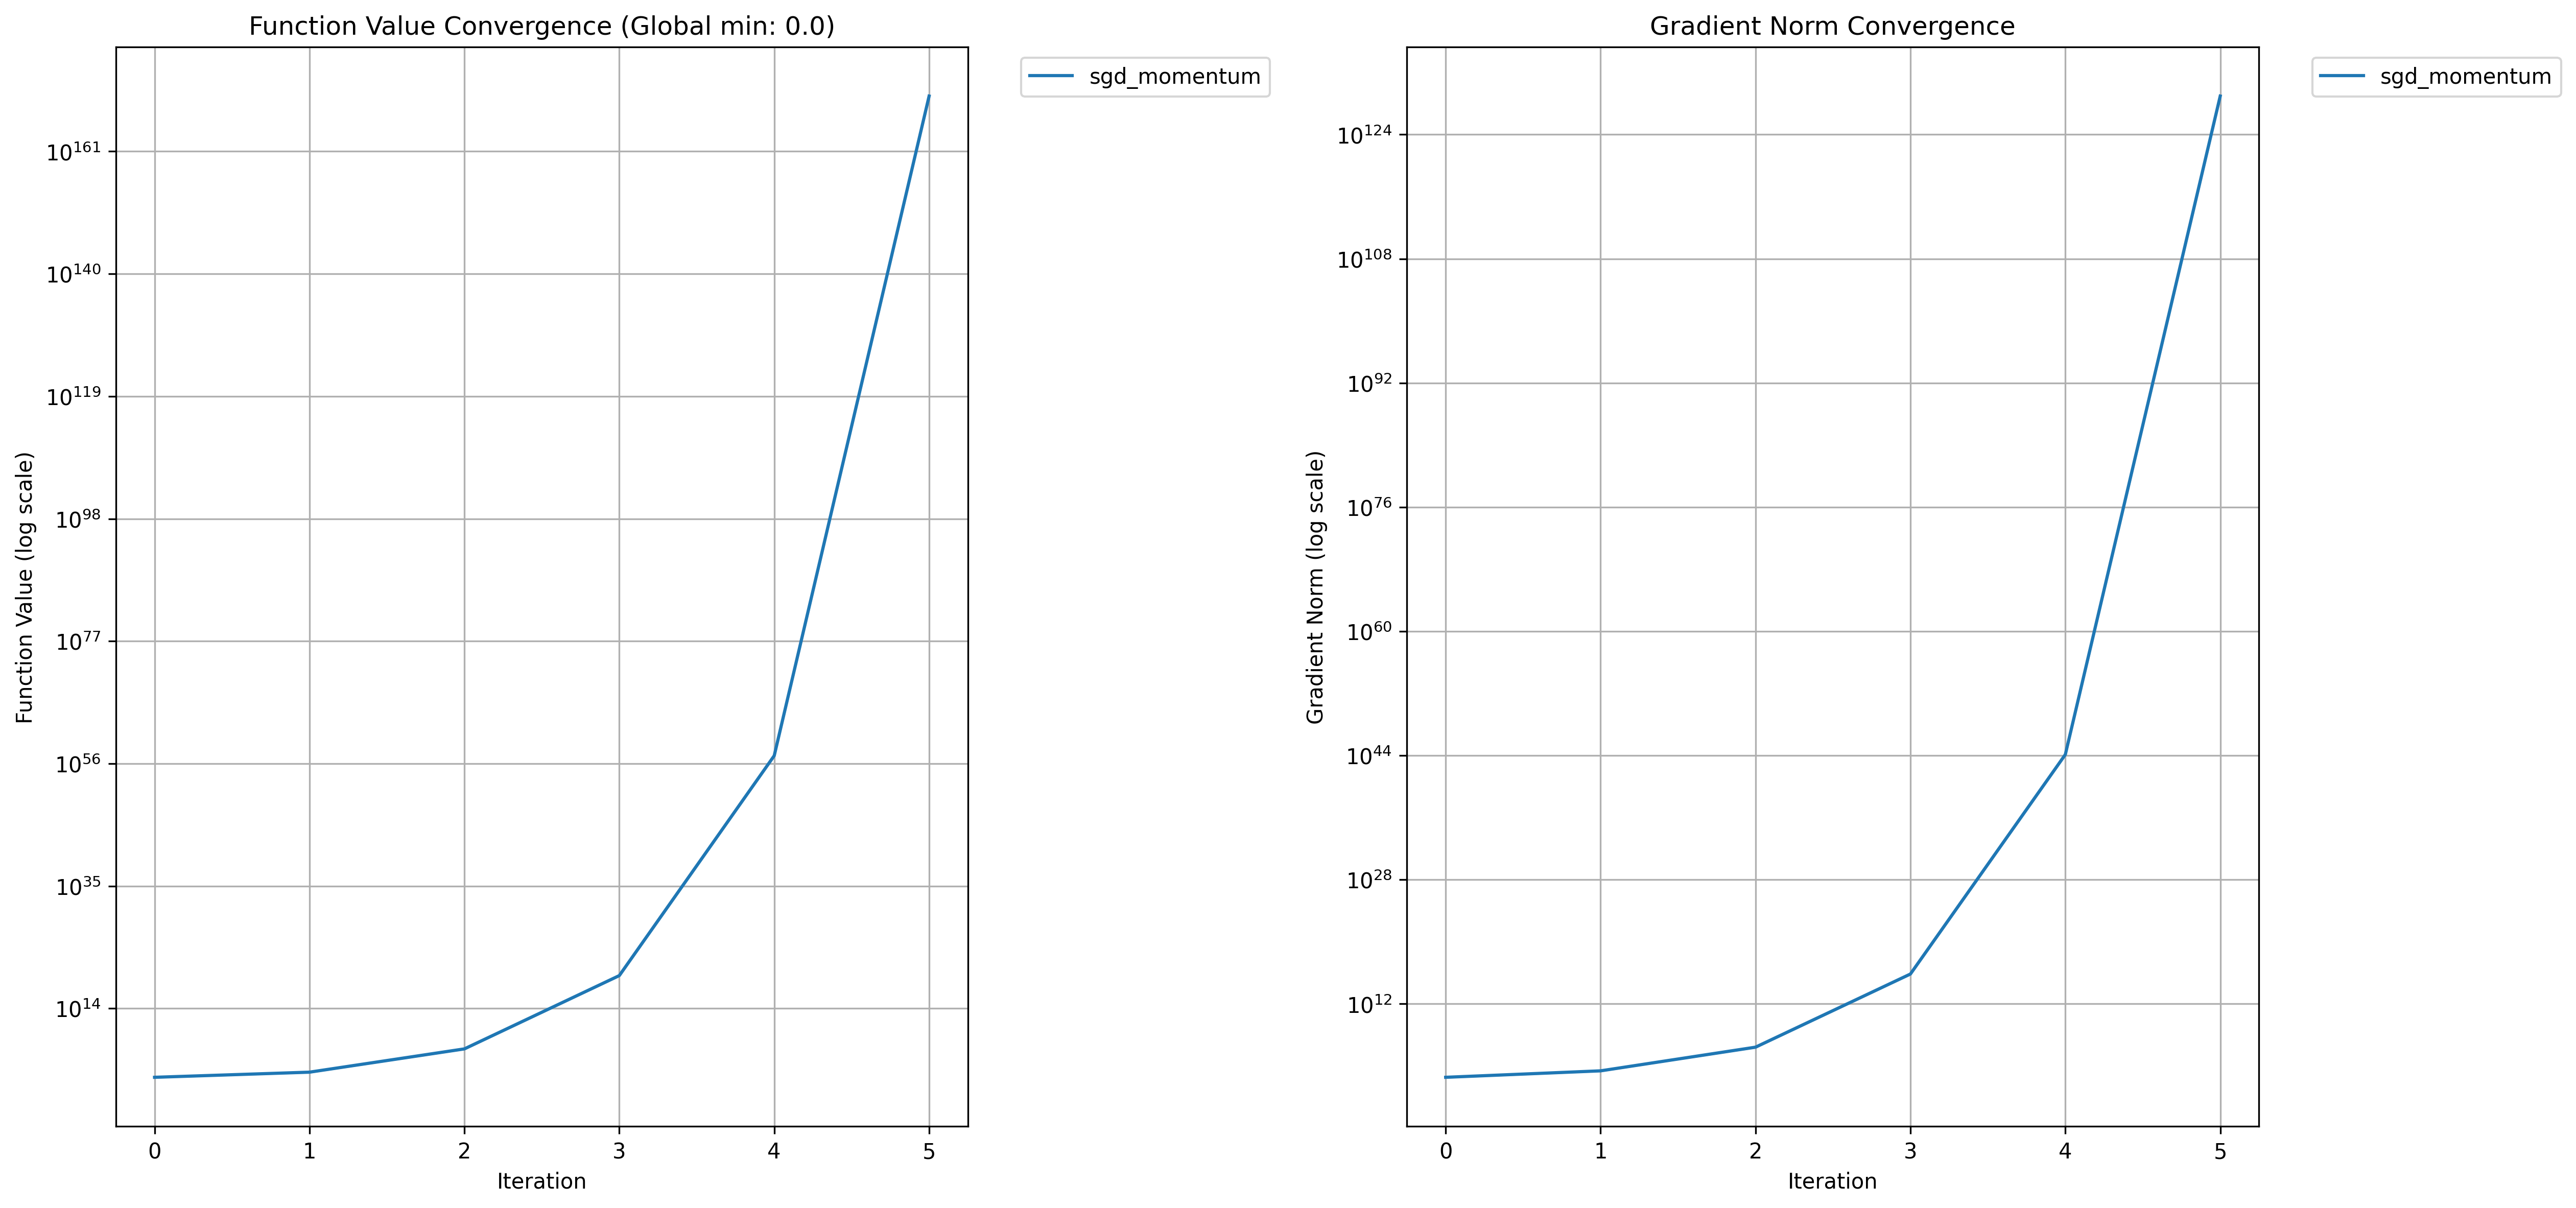 Function Value Convergence (Global min: 0.0)
sgd_momentum
Function Value (log scale)
10^161
10^140
10^119
10^98
10^77
10^56
10^35
10^14
0 1 2 3 4 5
Iteration
Gradient Norm Convergence
sgd_momentum
Gradient Norm (log scale)
10^124
10^108
10^92
10^76
10^60
10^44
10^28
10^12
0 1 2 3 4 5
Iteration